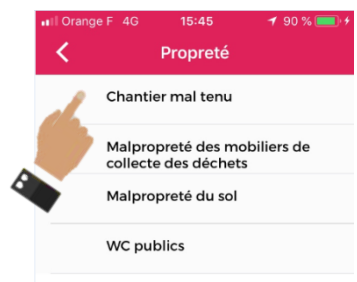 Orange F 4G 15:45 90 %
Propreté
Chantier mal tenu
Malpropreté des mobiliers de
collecte des déchets
Malpropreté du sol
WC publics